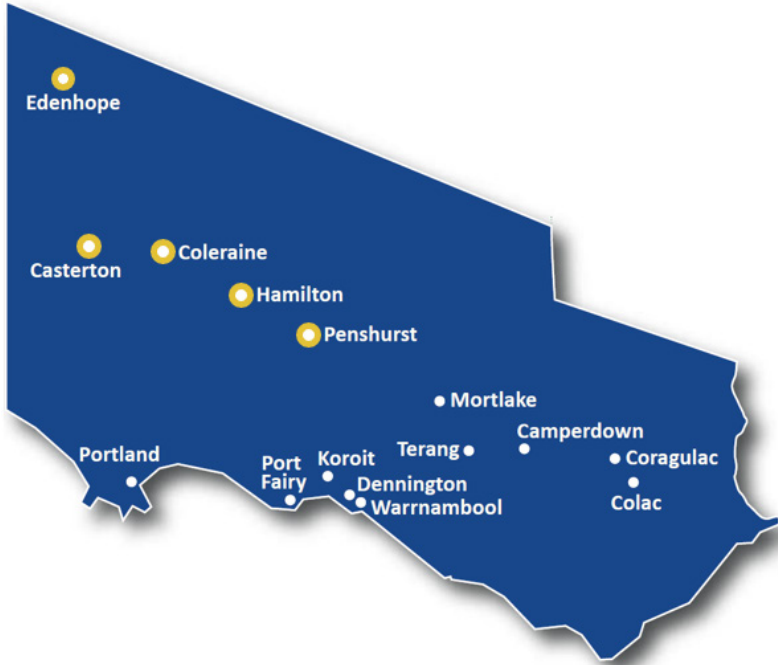 Edenhope
Coleraine
Casterton
Hamilton
Penshurst
Mortlake
Camperdown
Terang
Coragulac
Portland
Port
Fairy
Koroit
Dennington
Colac
Warrnambool